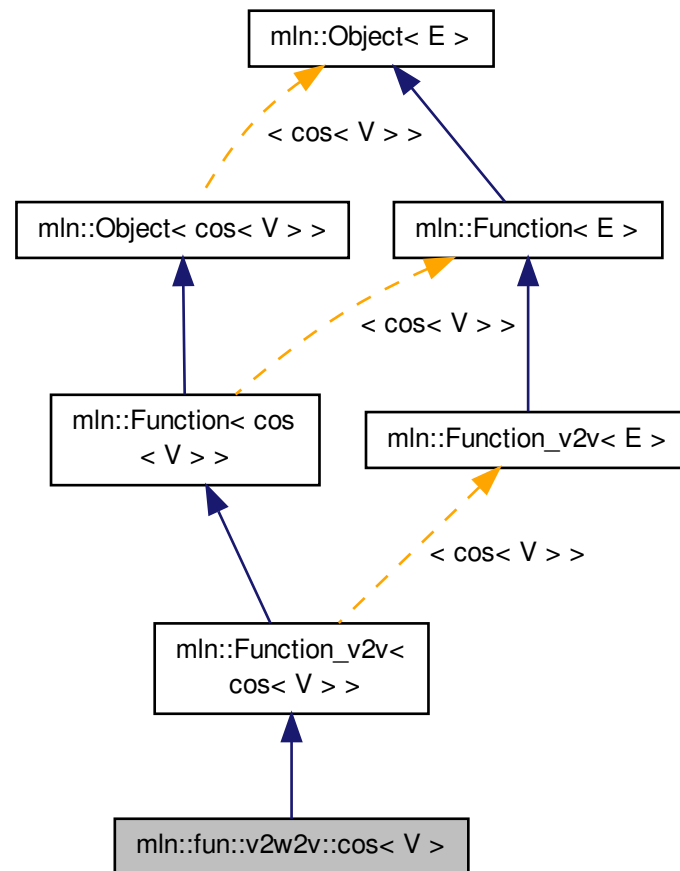 mln::Object< E >
< cos< V > >
mln::Object< cos< V > >
mln::Function< E >
< cos< V > >
mln::Function< cos
< V > >
mln::Function_v2v< E >
< cos< V > >
mln::Function_v2v<
cos< V > >
mln::fun::v2w2v::cos< V >